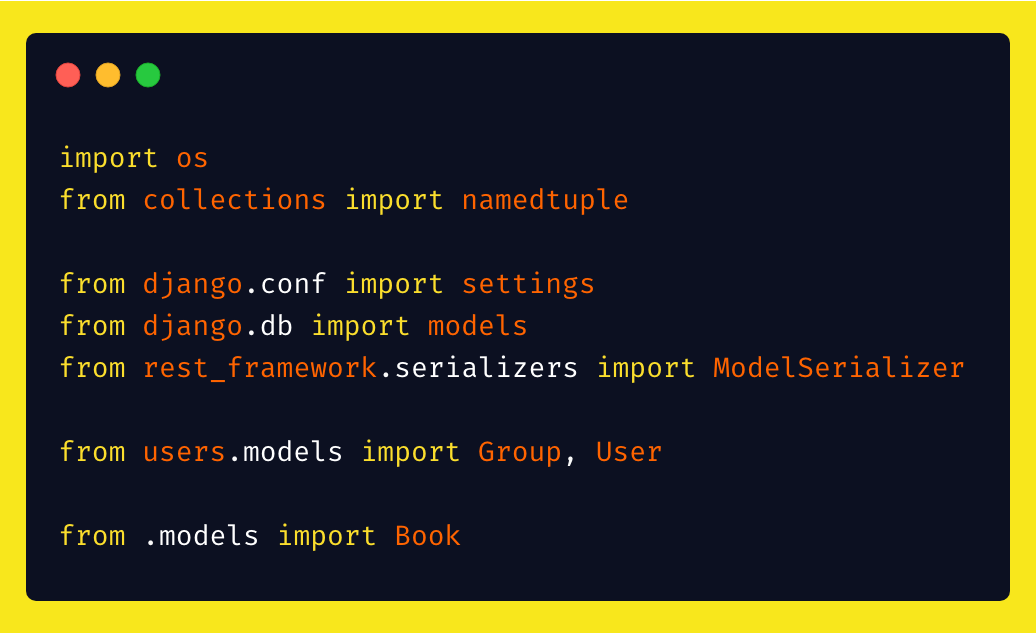 import os
from collections import namedtuple
from django.conf import settings
from django.db import models
from rest_framework.serializers import ModelSerializer
from users.models import Group, User
from .models import Book